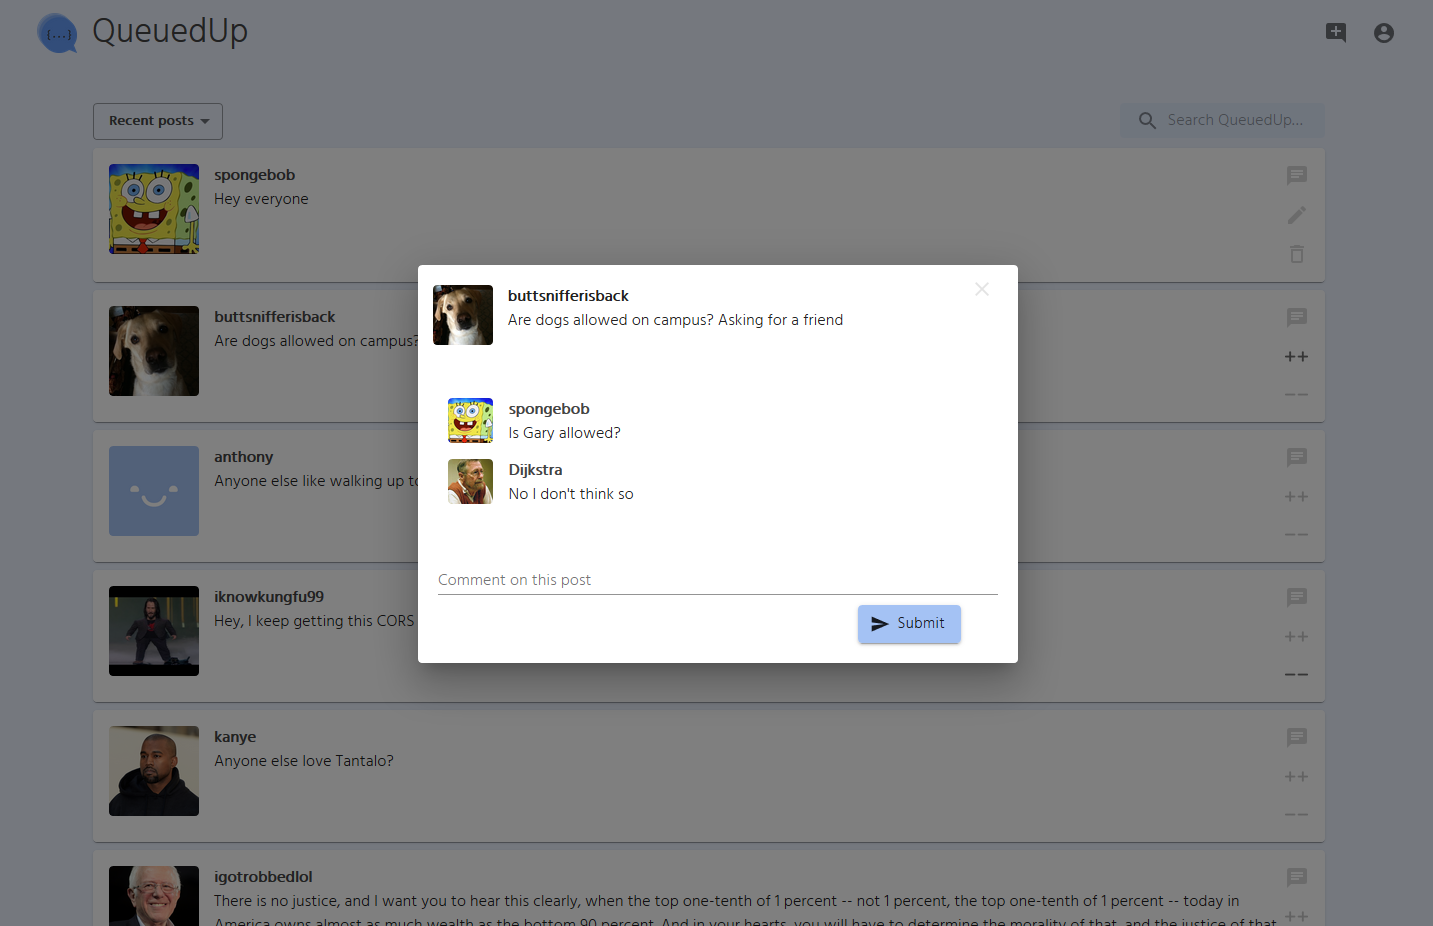 {...} QueuedUp
Recent posts
Search QueuedUp...
spongebob
Hey everyone
buttsnifferisback
Are dogs allowed on campus?
++
--
anthony
Anyone else like walking up to
++
--
iknowkungfu99
Hey, I keep getting this CORS
++
--
kanye
Anyone else love Tantalo?
++
--
igotrobbedlol
There is no justice, and I want you to hear this clearly, when the top one-tenth of 1 percent -- not 1 percent, the top one-tenth of 1 percent -- today in
America owns almost as much wealth as the bottom 90 percent. And in your hearts, you will have to determine the morality of that, and the justice of that
++
buttsnifferisback
Are dogs allowed on campus? Asking for a friend
spongebob
Is Gary allowed?
Dijkstra
No I don't think so
Comment on this post
Submit